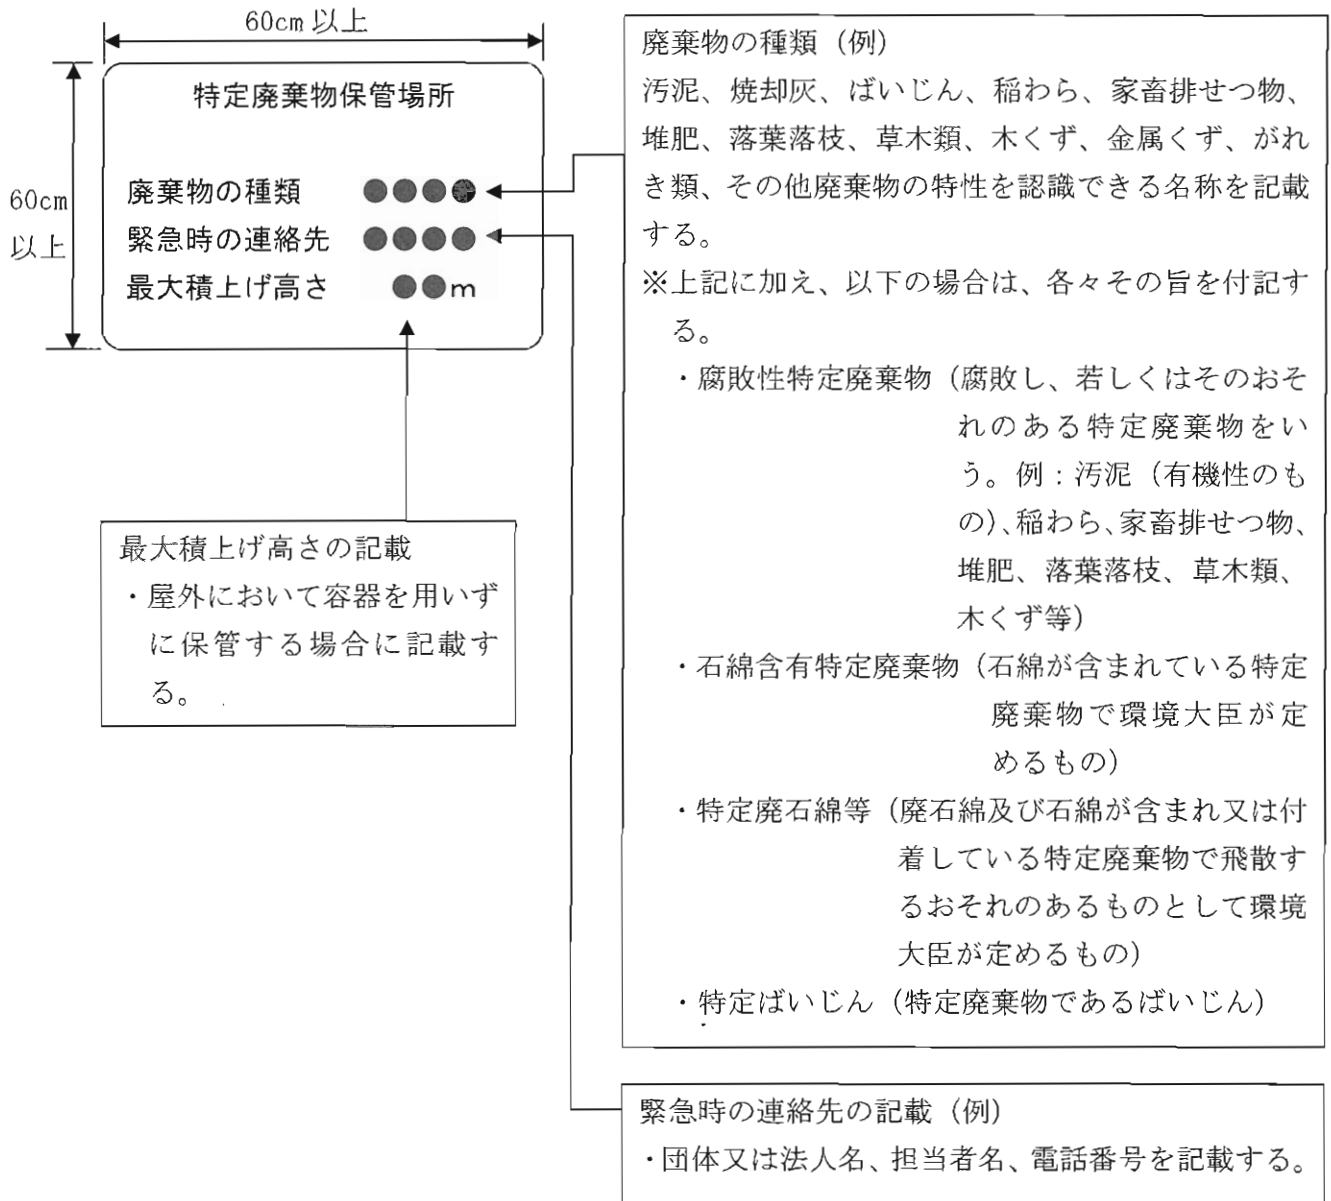 60cm 以上
60cm
以上
特定廃棄物保管場所
廃棄物の種類 ●●●●
緊急時の連絡先 ●●●●
最大積上げ高さ ●●m
最大積上げ高さの記載
・屋外において容器を用いず
に保管する場合に記載す
る。
廃棄物の種類（例）
汚泥、焼却灰、ばいじん、稲わら、家畜排せつ物、
堆肥、落葉落枝、草木類、木くず、金属くず、がれ
き類、その他廃棄物の特性を認識できる名称を記載
する。
※上記に加え、以下の場合は、各々その旨を付記す
る。
・腐敗性特定廃棄物（腐敗し、若しくはそのおそ
れのある特定廃棄物をい
う。例：汚泥（有機性のも
の）、稲わら、家畜排せつ物、
堆肥、落葉落枝、草木類、
木くず等）
・石綿含有特定廃棄物（石綿が含まれている特定
廃棄物で環境大臣が定
めるもの）
・特定廃石綿等（廃石綿及び石綿が含まれ又は付
着している特定廃棄物で飛散す
るおそれのあるものとして環境
大臣が定めるもの）
・特定ばいじん（特定廃棄物であるばいじん）
緊急時の連絡先の記載（例）
・団体又は法人名、担当者名、電話番号を記載する。